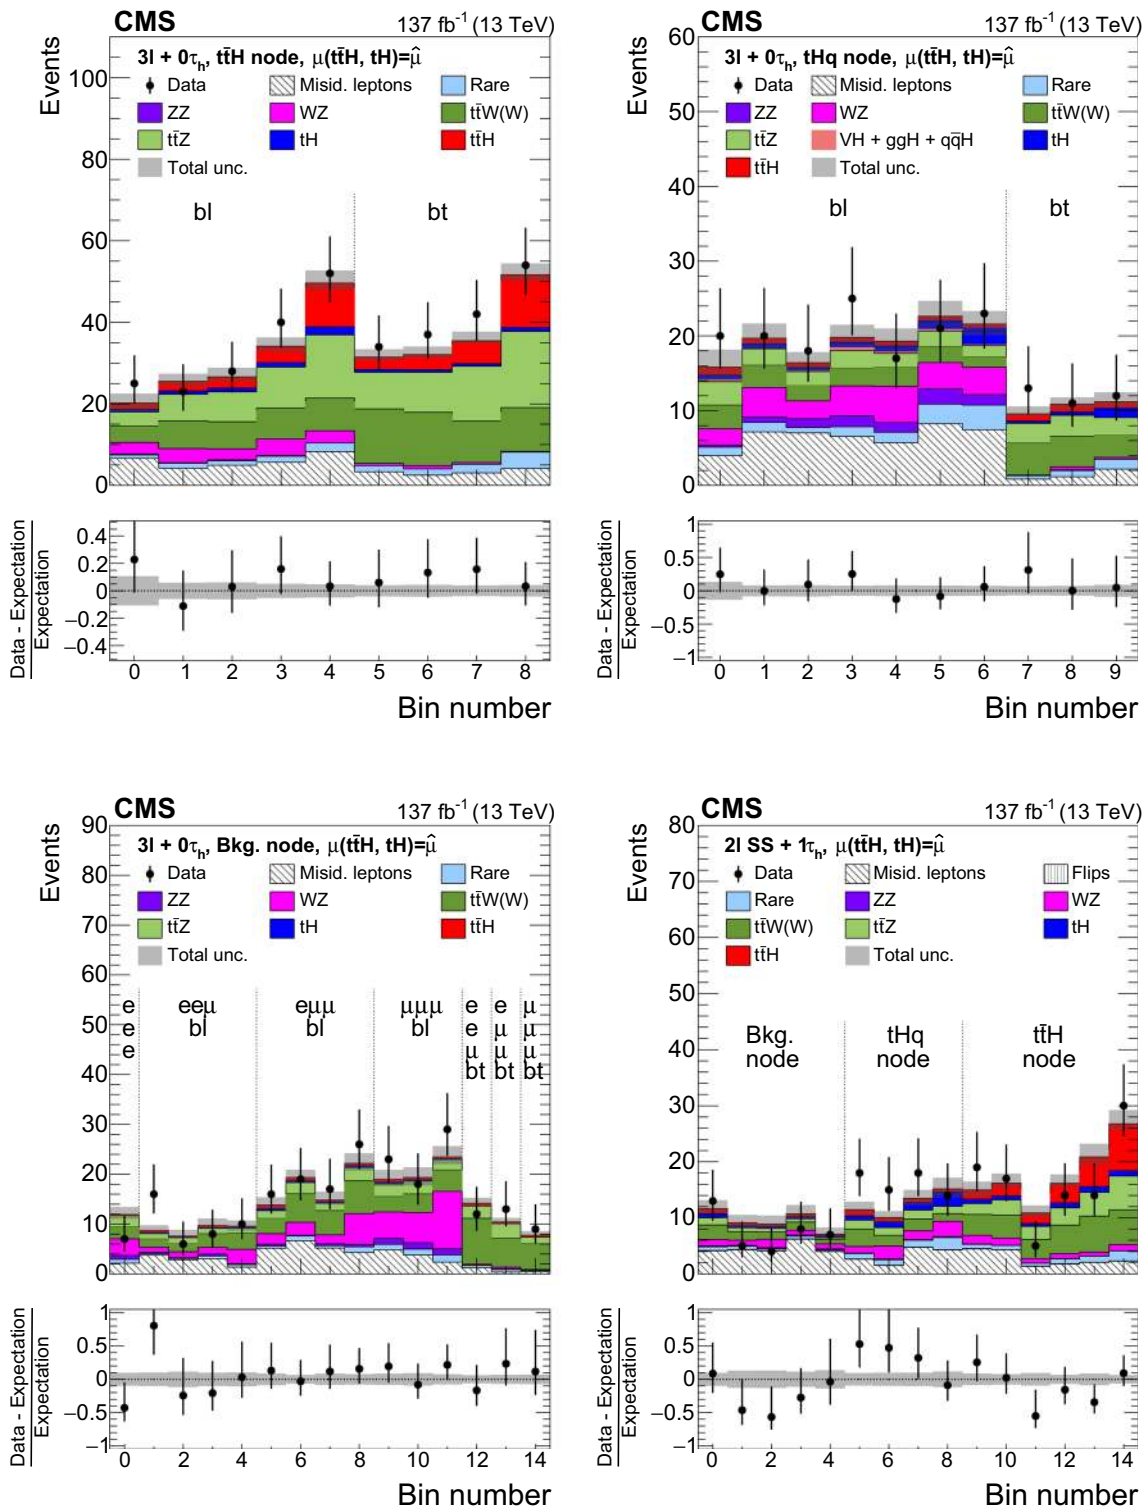 CMS 137 fb⁻¹ (13 TeV)
Events
3l + 0τₕ, tt̄H node, μ(tt̄H, tH)=μ̂
Data Misid. leptons Rare
ZZ WZ tt̄W(W)
tt̄Z tH tt̄H
Total unc.
bl bt
100
80
60
40
20
0
Data - Expectation
Expectation
0.4
0.2
0
−0.2
−0.4
0 1 2 3 4 5 6 7 8
Bin number
CMS 137 fb⁻¹ (13 TeV)
Events
3l + 0τₕ, tHq node, μ(tt̄H, tH)=μ̂
Data Misid. leptons Rare
ZZ WZ tt̄W(W)
tt̄Z VH + ggH + qq̄H tH
tt̄H Total unc.
bl bt
60
50
40
30
20
10
0
Data - Expectation
Expectation
1
0.5
0
−0.5
−1
0 1 2 3 4 5 6 7 8 9
Bin number
CMS 137 fb⁻¹ (13 TeV)
Events
3l + 0τₕ, Bkg. node, μ(tt̄H, tH)=μ̂
Data Misid. leptons Rare
ZZ WZ tt̄W(W)
tt̄Z tH tt̄H
Total unc.
e eeμ eμμ μμμ e e μ
e bl bl bl e μ μ
e μ μ μ
bt bt bt
90
80
70
60
50
40
30
20
10
0
Data - Expectation
Expectation
1
0.5
0
−0.5
−1
0 2 4 6 8 10 12 14
Bin number
CMS 137 fb⁻¹ (13 TeV)
Events
2l SS + 1τₕ, μ(tt̄H, tH)=μ̂
Data Misid. leptons Flips
Rare ZZ WZ
tt̄W(W) tt̄Z tH
tt̄H Total unc.
Bkg. tHq tt̄H
node node node
80
70
60
50
40
30
20
10
0
Data - Expectation
Expectation
1
0.5
0
−0.5
−1
0 2 4 6 8 10 12 14
Bin number